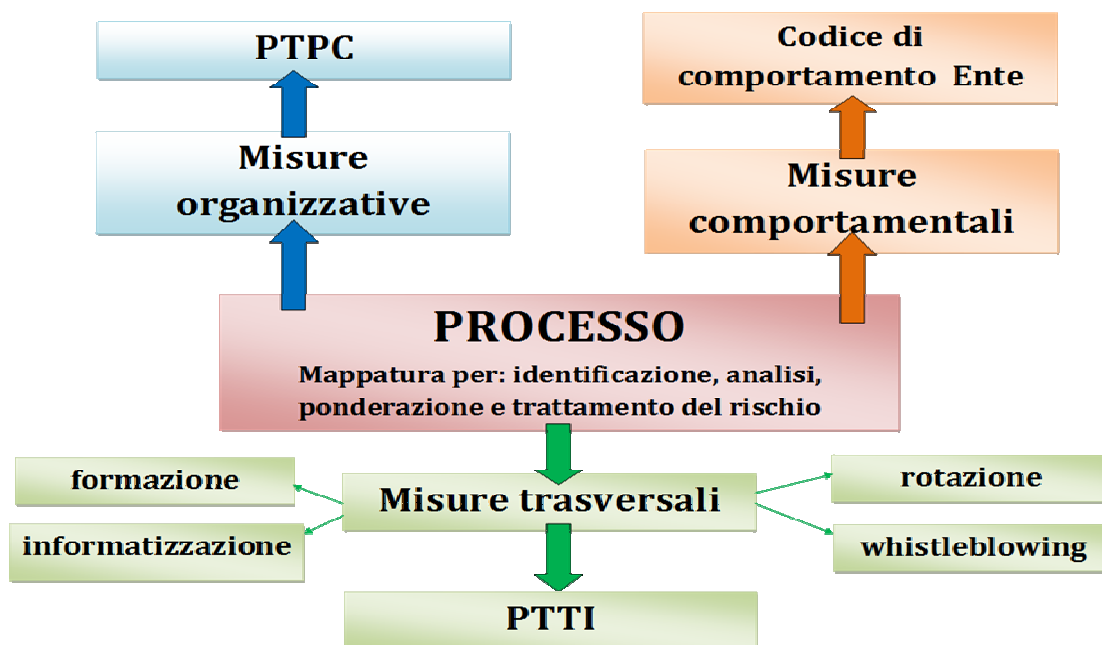 PTPC
Codice di
comportamento Ente
Misure
organizzative
Misure
comportamentali
PROCESSO
Mappatura per: identificazione, analisi,
ponderazione e trattamento del rischio
formazione
Misure trasversali
rotazione
informatizzazione
whistleblowing
PTTI